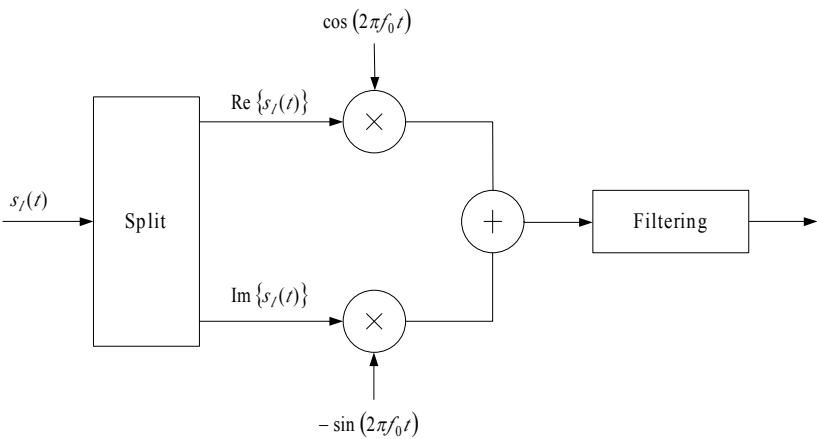 cos (2πf₀t)
Re {sₗ(t)}
×
sₗ(t)
Split
+
Filtering
Im {sₗ(t)}
×
− sin (2πf₀t)